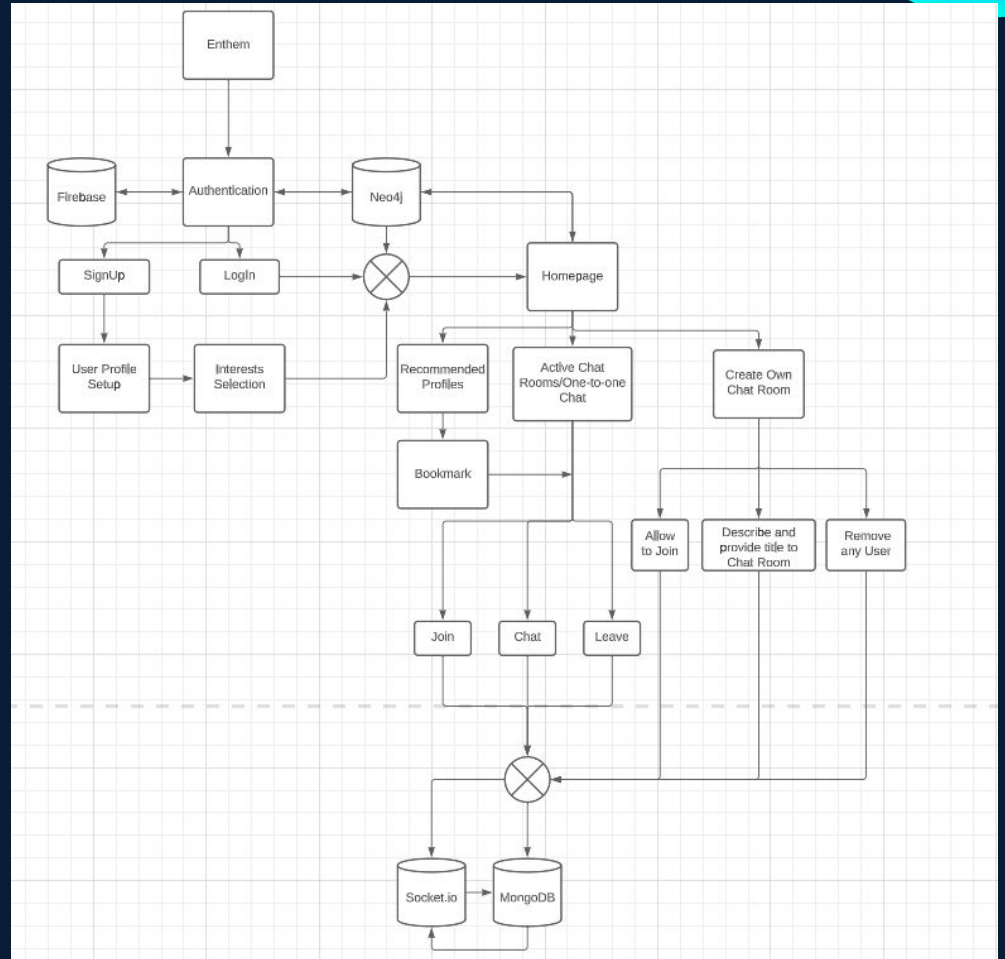 Enthem
Firebase
Authentication
Neo4j
SignUp
LogIn
Homepage
User Profile
Setup
Interests
Selection
Recommended
Profiles
Active Chat
Rooms/One-to-one
Chat
Create Own
Chat Room
Bookmark
Allow
to Join
Describe and
provide title to
Chat Room
Remove
any User
Join
Chat
Leave
Socket.io
MongoDB